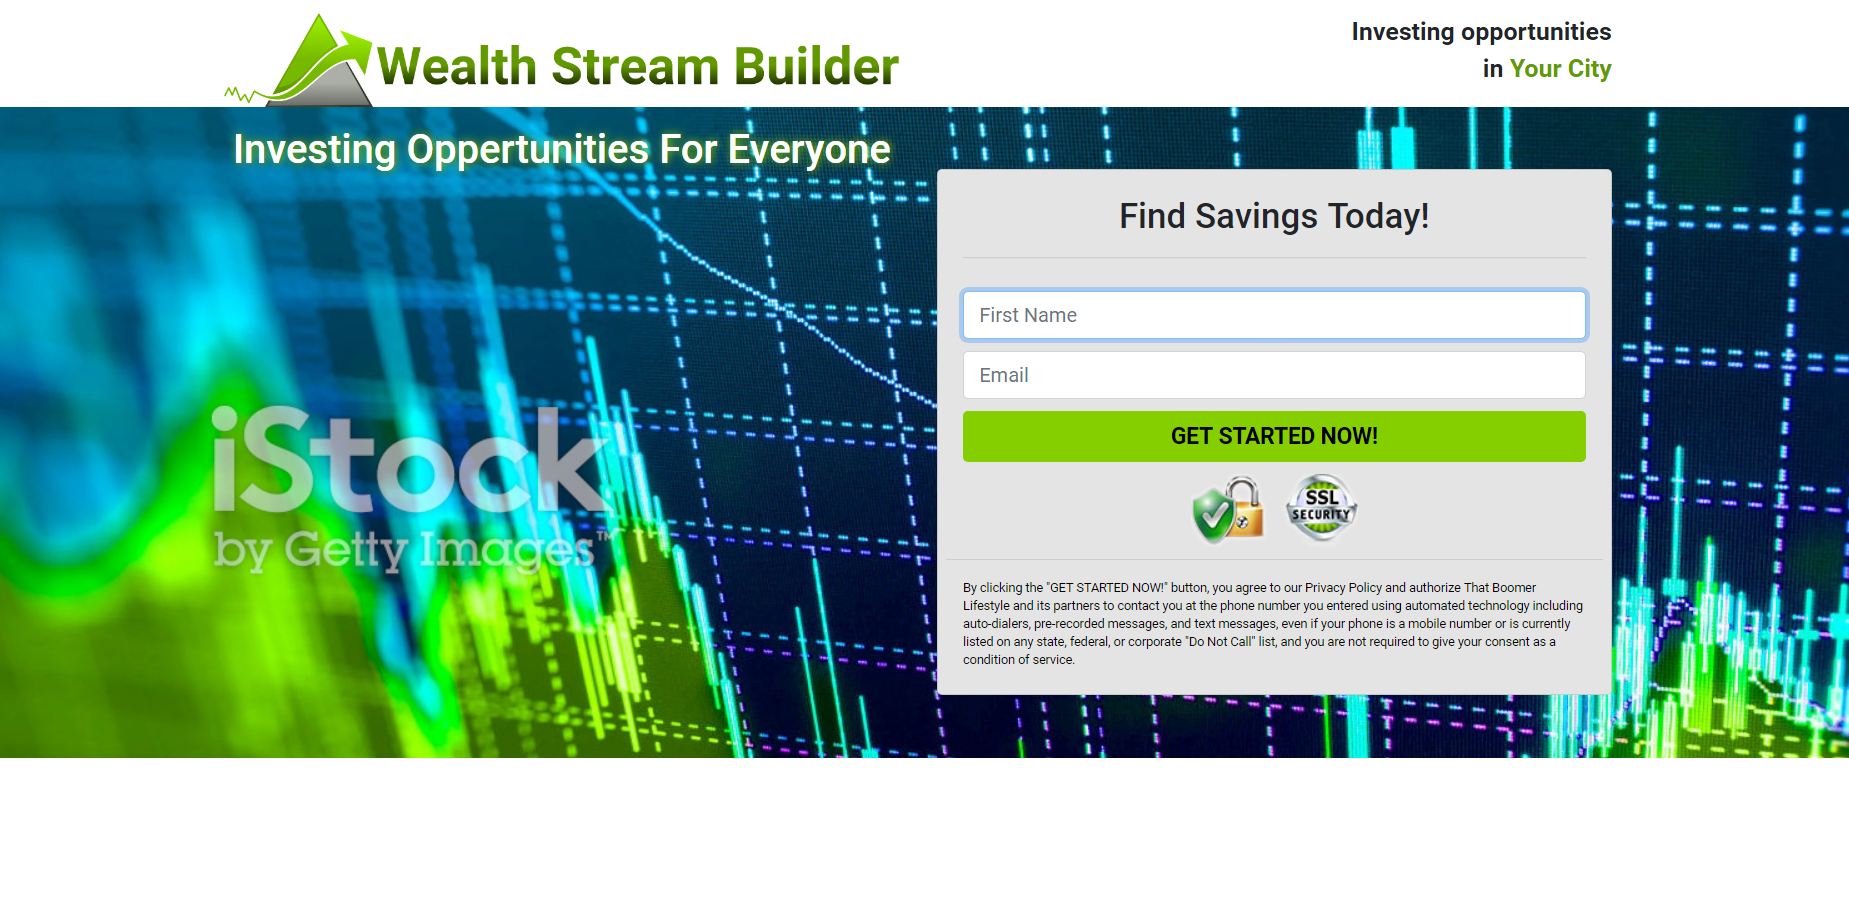 Wealth Stream Builder
Investing opportunities
in Your City
Investing Oppertunities For Everyone
Find Savings Today!
First Name
Email
GET STARTED NOW!
SSL
SECURITY
iStock
by Getty Images™
By clicking the "GET STARTED NOW!" button, you agree to our Privacy Policy and authorize That Boomer
Lifestyle and its partners to contact you at the phone number you entered using automated technology including
auto-dialers, pre-recorded messages, and text messages, even if your phone is a mobile number or is currently
listed on any state, federal, or corporate "Do Not Call" list, and you are not required to give your consent as a
condition of service.